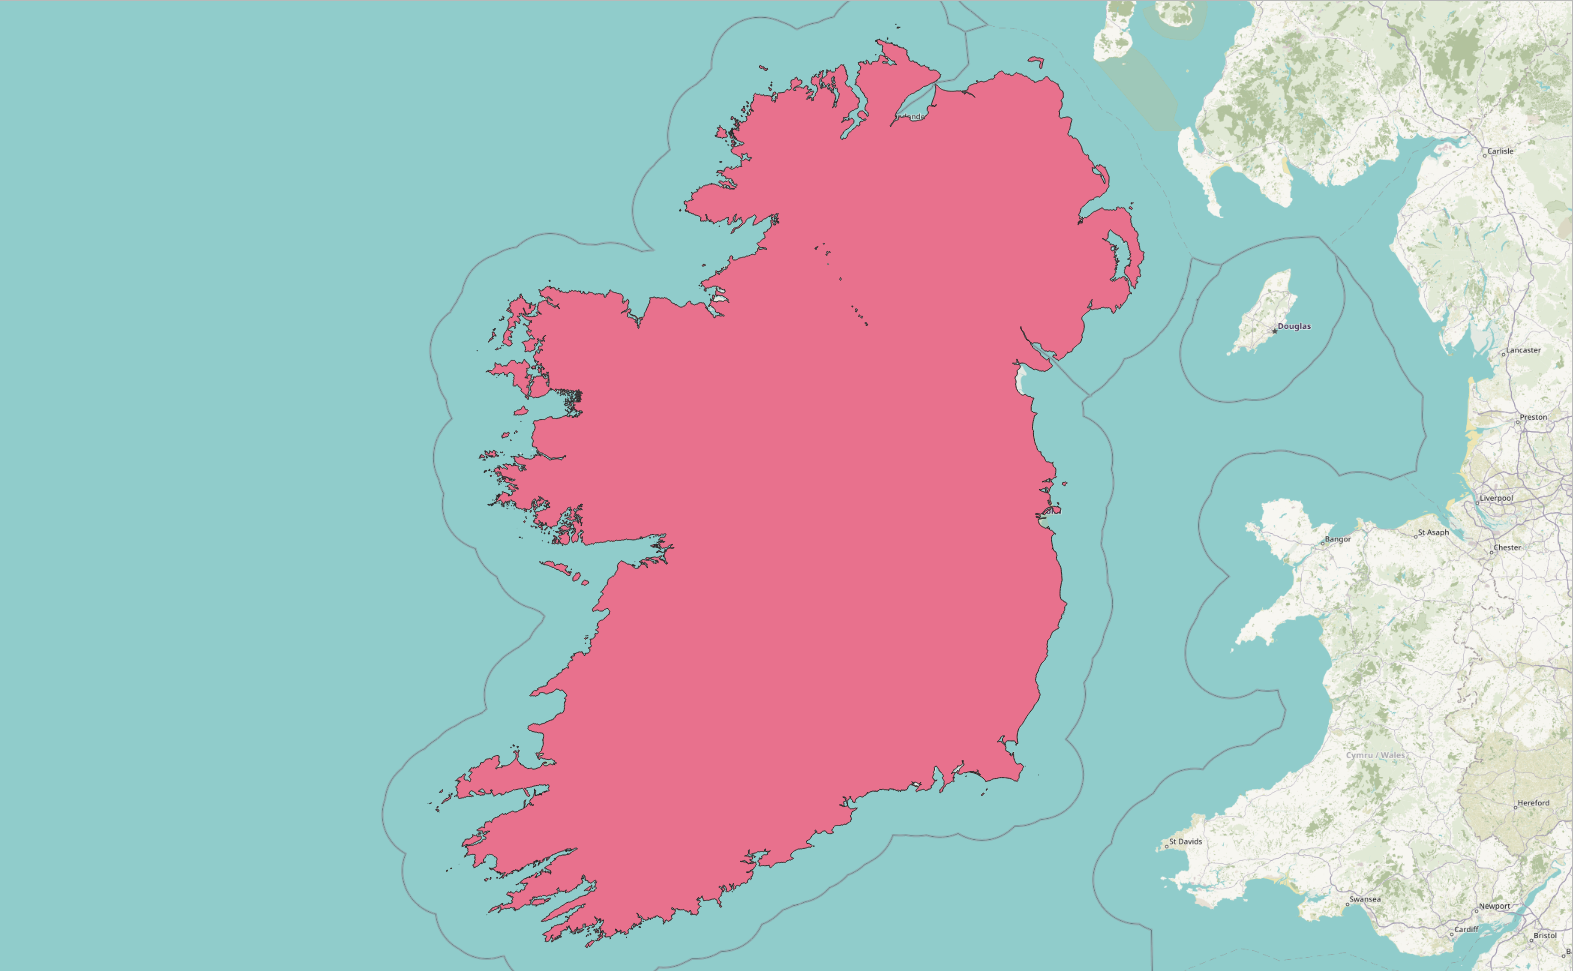 Carlisle
Douglas
Lancaster
Preston
Liverpool
Bangor
St Asaph
Chester
Cymru / Wales
Hereford
St Davids
Swansea
Newport
Cardiff
Bristol
B